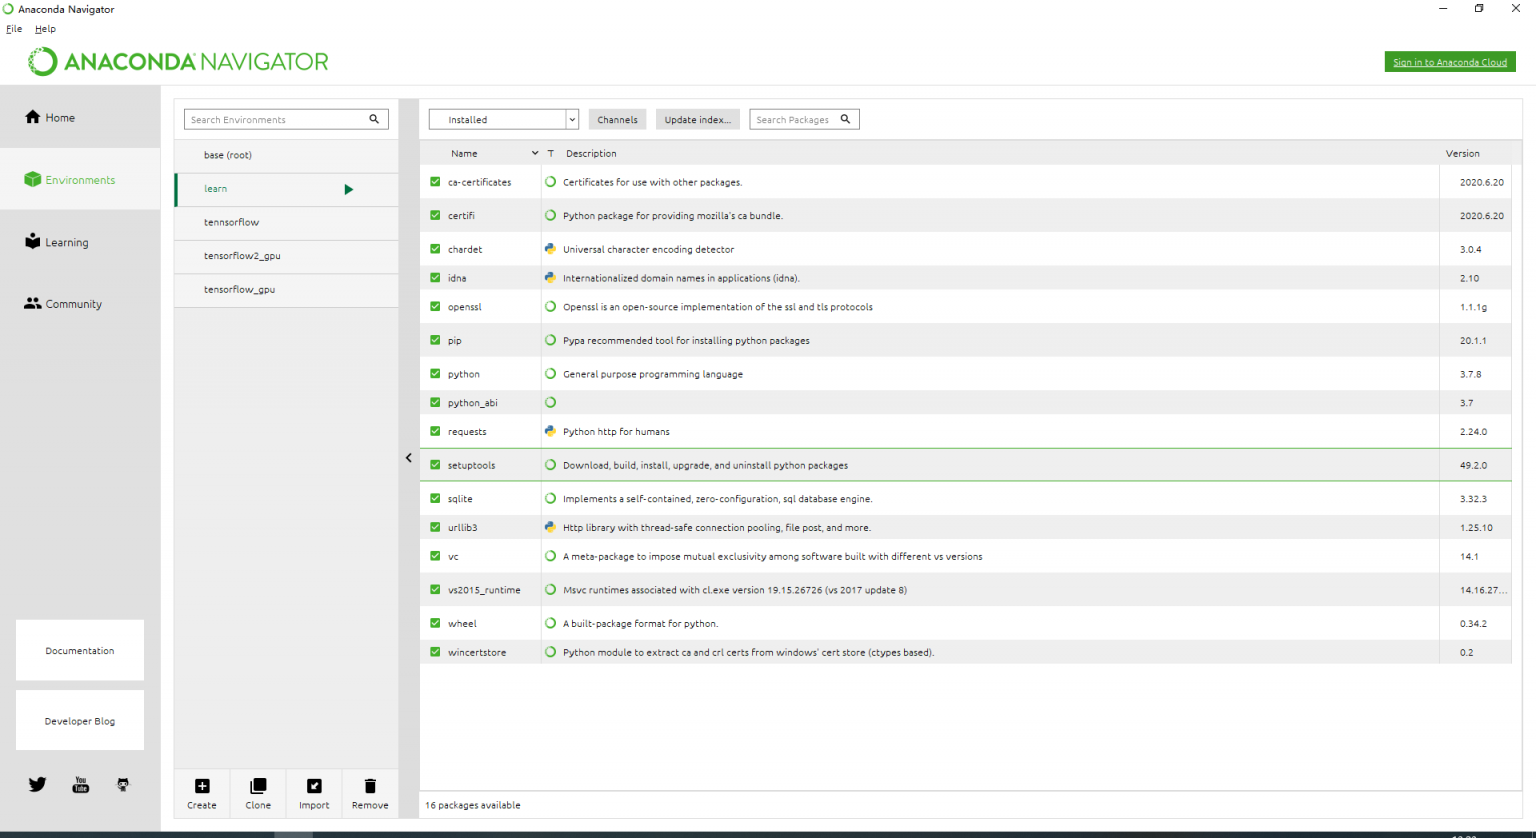 Anaconda Navigator
File Help
ANACONDA NAVIGATOR
Sign in to Anaconda Cloud
Home
Environments
Learning
Community
Documentation
Developer Blog
You
Tube
Search Environments
base (root)
learn
tennsorflow
tensorflow2_gpu
tensorflow_gpu
Create Clone Import Remove
Installed Channels Update index... Search Packages
Name T Description Version
ca-certificates Certificates for use with other packages. 2020.6.20
certifi Python package for providing mozilla's ca bundle. 2020.6.20
chardet Universal character encoding detector 3.0.4
idna Internationalized domain names in applications (idna). 2.10
openssl Openssl is an open-source implementation of the ssl and tls protocols 1.1.1g
pip Pypa recommended tool for installing python packages 20.1.1
python General purpose programming language 3.7.8
python_abi 3.7
requests Python http for humans 2.24.0
setuptools Download, build, install, upgrade, and uninstall python packages 49.2.0
sqlite Implements a self-contained, zero-configuration, sql database engine. 3.32.3
urllib3 Http library with thread-safe connection pooling, file post, and more. 1.25.10
vc A meta-package to impose mutual exclusivity among software built with different vs versions 14.1
vs2015_runtime Msvc runtimes associated with cl.exe version 19.15.26726 (vs 2017 update 8) 14.16.27...
wheel A built-package format for python. 0.34.2
wincertstore Python module to extract ca and crl certs from windows' cert store (ctypes based). 0.2
16 packages available